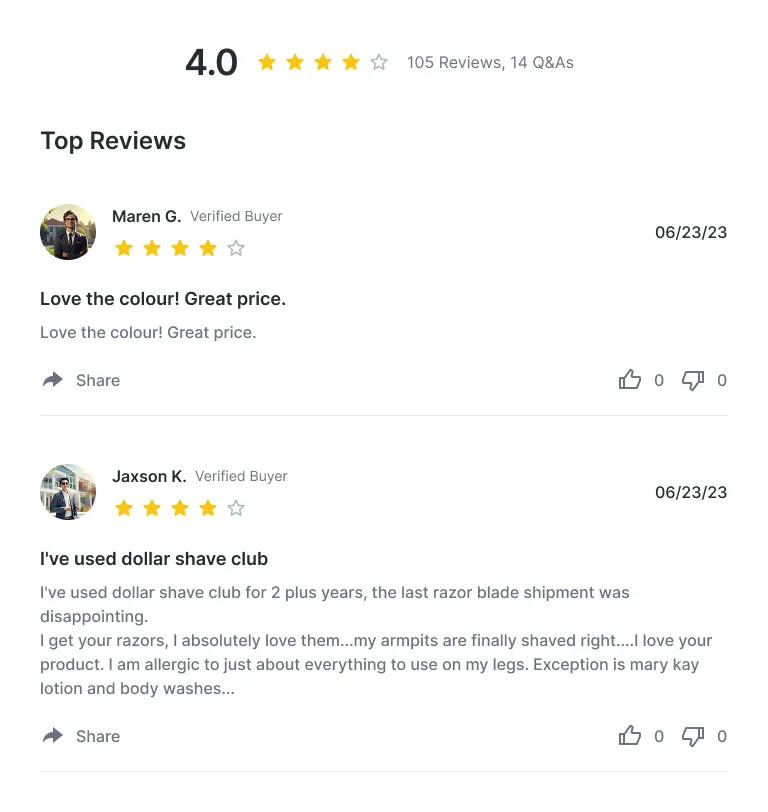 4.0 105 Reviews, 14 Q&As
Top Reviews
Maren G. Verified Buyer
06/23/23
Love the colour! Great price.
Love the colour! Great price.
Share 0 0
Jaxson K. Verified Buyer
06/23/23
I've used dollar shave club
I've used dollar shave club for 2 plus years, the last razor blade shipment was
disappointing.
I get your razors, I absolutely love them...my armpits are finally shaved right....I love your
product. I am allergic to just about everything to use on my legs. Exception is mary kay
lotion and body washes...
Share 0 0